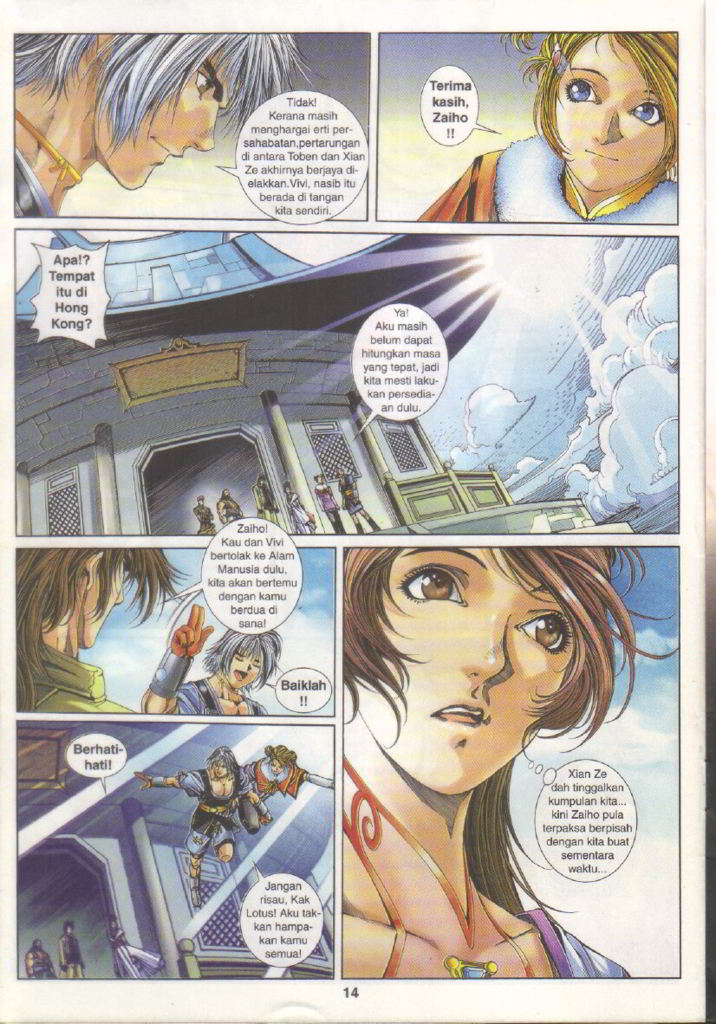 Tidak!
Kerana masih
menghargai erti per-
sahabatan,pertarungan
di antara Toben dan Xian
Ze akhirnya berjaya di-
elakkan.Vivi, nasib itu
berada di tangan
kita sendiri.
Terima
kasih,
Zaiho
!!
Apa!?
Tempat
itu di
Hong
Kong?
Ya!
Aku masih
belum dapat
hitungkan masa
yang tepat, jadi
kita mesti laku-
kan persedia-
an dulu.
Zaiho!
Kau dan Vivi
bertolak ke Alam
Manusia dulu,
kita akan bertemu
dengan kamu
berdua di
sana!
Baiklah
!!
Berhati-
hati!
Jangan
risau, Kak
Lotus! Aku tak-
kan hampa-
kan kamu
semua!
Xian Ze
dah tinggalkan
kumpulan kita...
kini Zaiho pula
terpaksa berpisah
dengan kita buat
sementara
waktu...
14